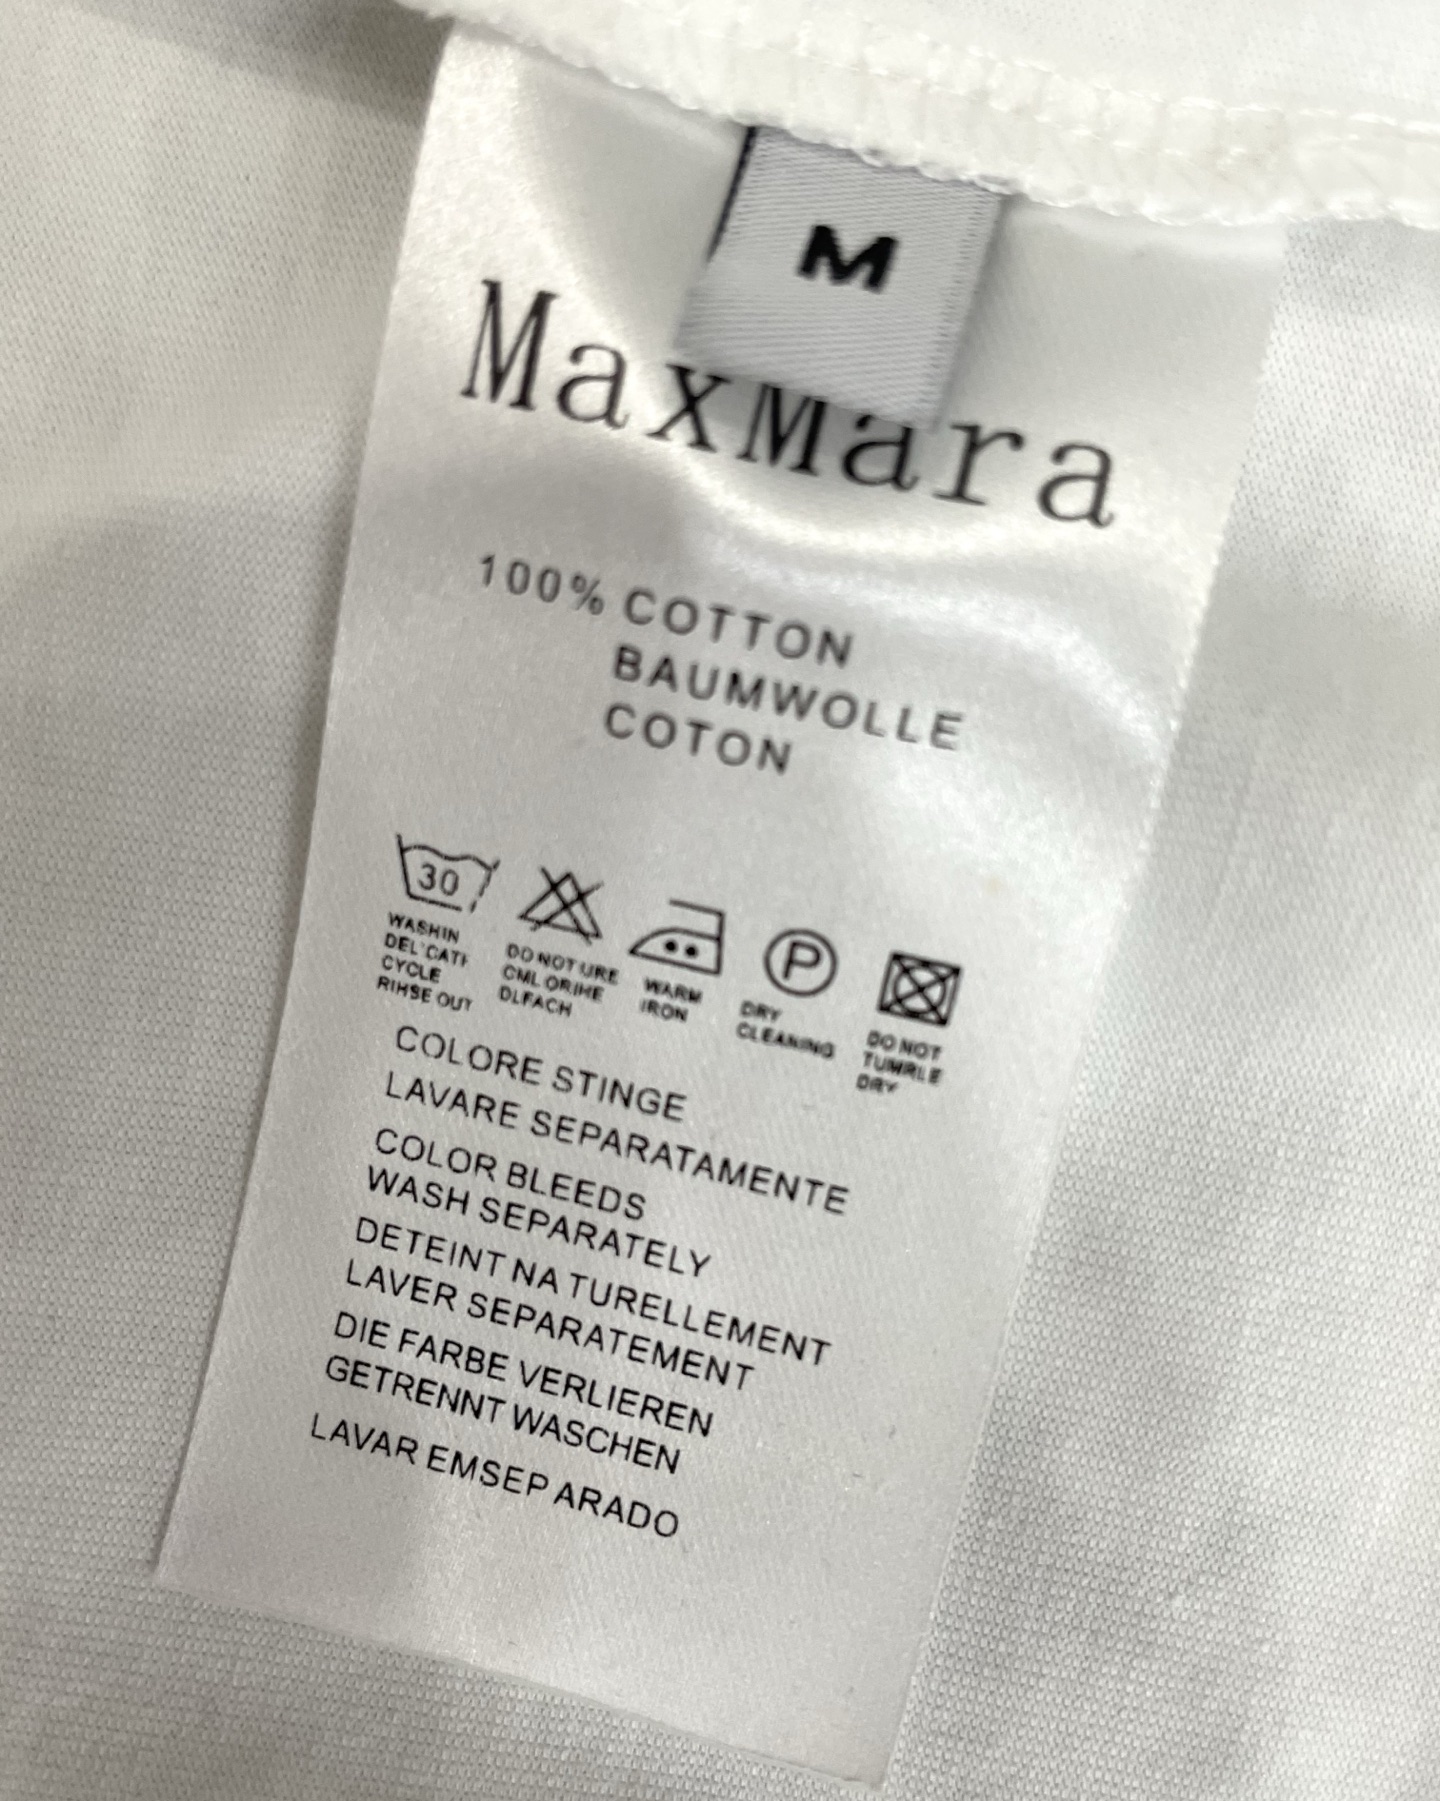 M
MaxMara
100% COTTON
BAUMWOLLE
COTON
30
P
WASHIN
DEL'CATI
CYCLE
RIHSE OUT
DO NOT URE
CML ORIHE
DLFACH
WARM
IRON
DRY
CLEANING
DO NOT
TUMRLE
DRY
COLORE STINGE
LAVARE SEPARATAMENTE
COLOR BLEEDS
WASH SEPARATELY
DETEINT NA TURELLEMENT
LAVER SEPARATEMENT
DIE FARBE VERLIEREN
GETRENNT WASCHEN
LAVAR EMSEP ARADO